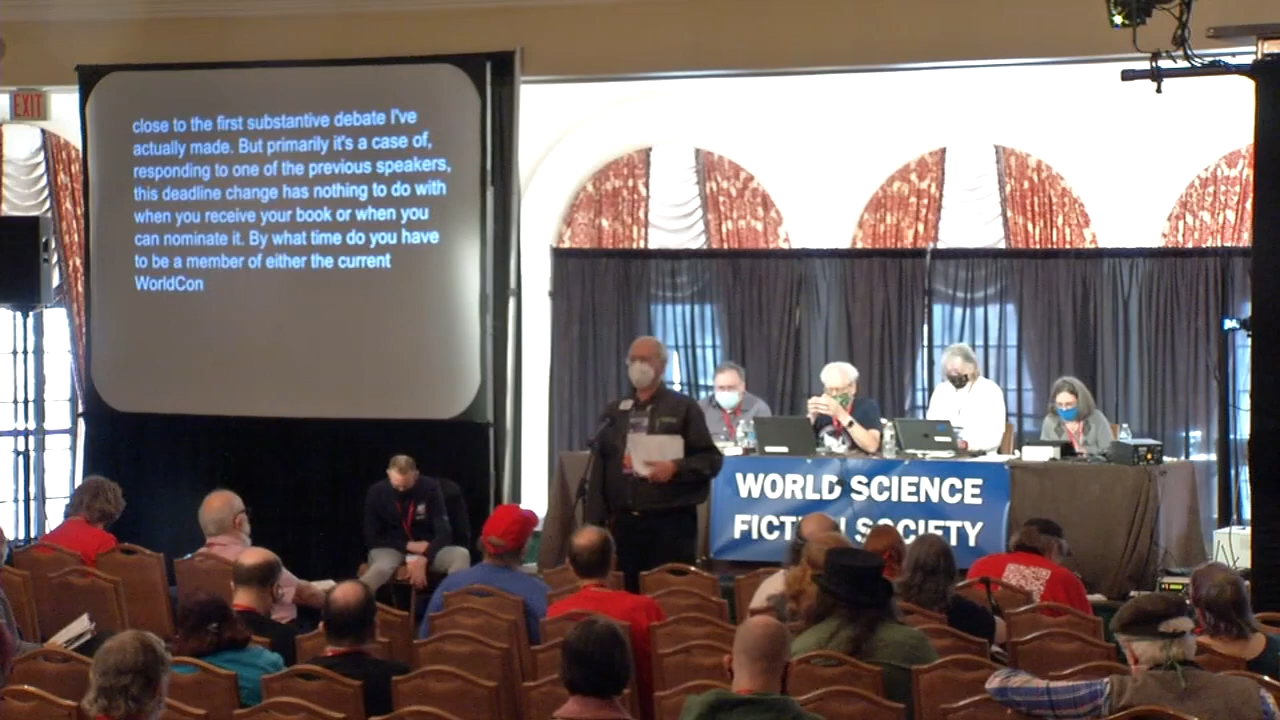 EXIT
close to the first substantive debate I've
actually made. But primarily it's a case of,
responding to one of the previous speakers,
this deadline change has nothing to do with
when you receive your book or when you
can nominate it. By what time do you have
to be a member of either the current
WorldCon
WORLD SCIENCE
FICTION SOCIETY